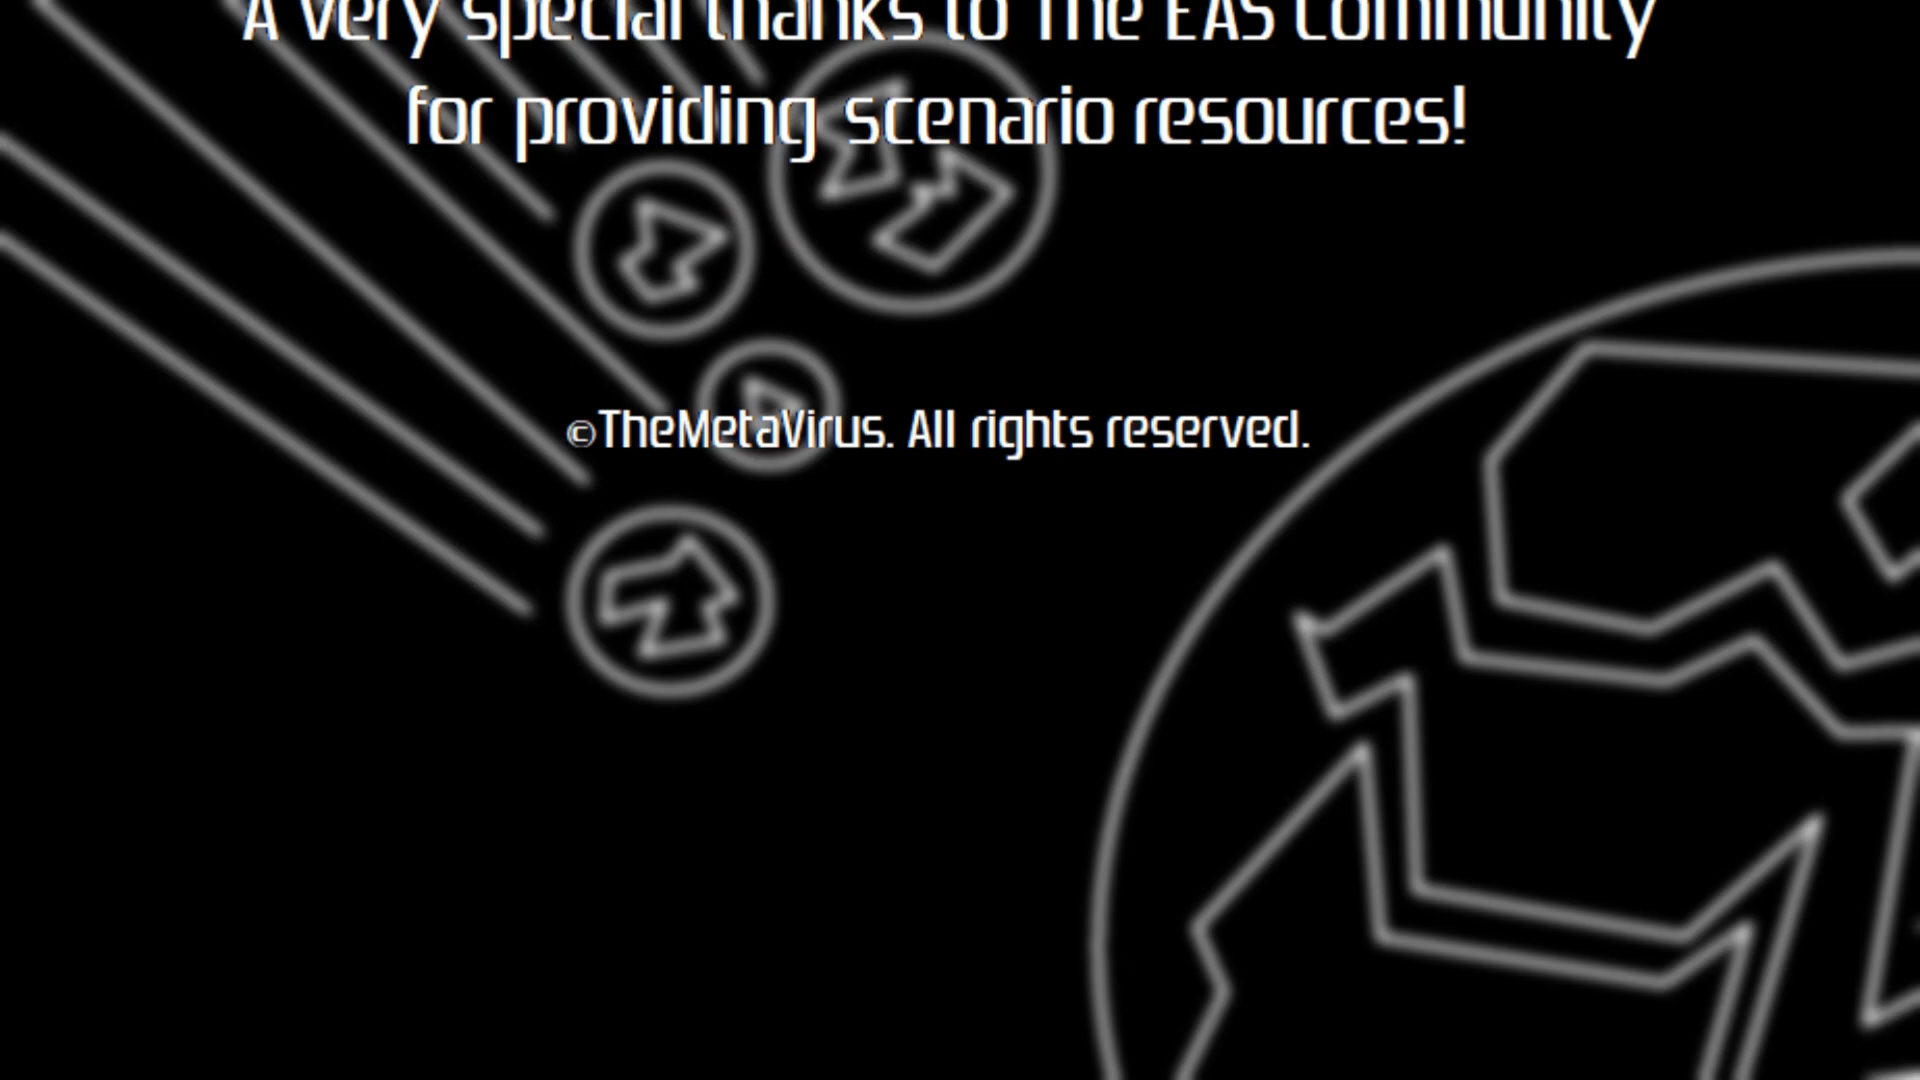 A very special thanks to The EAS Community
for providing scenario resources!
©TheMetaVirus. All rights reserved.